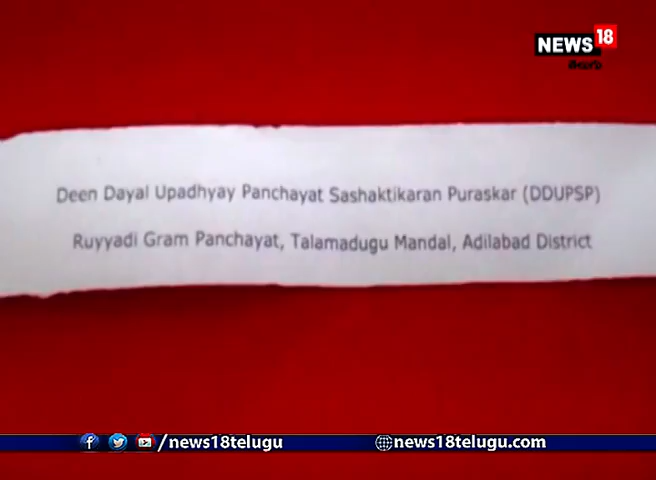 NEWS 18
తెలుగు
Deen Dayal Upadhyay Panchayat Sashaktikaran Puraskar (DDUPSP)
Ruyyadi Gram Panchayat, Talamadugu Mandal, Adilabad District
/news18telugu
news18telugu.com